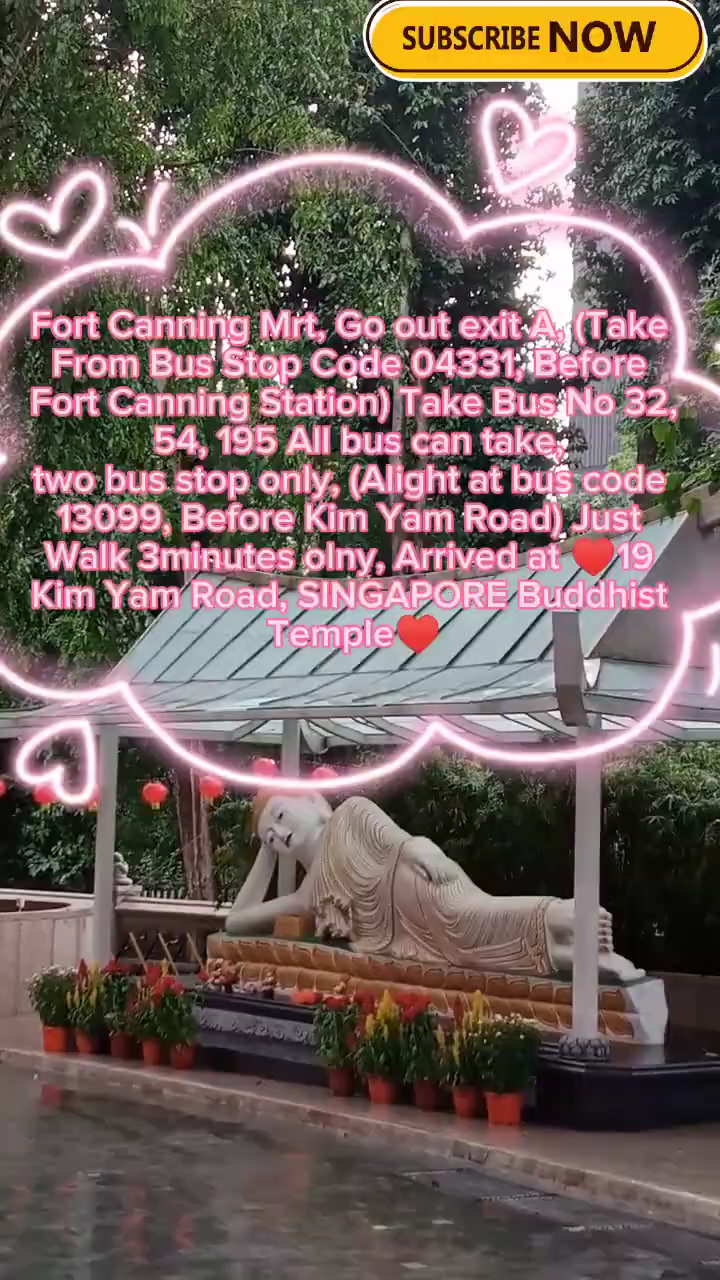 SUBSCRIBE NOW
Fort Canning Mrt, Go out exit A, (Take
From Bus Stop Code 04331, Before
Fort Canning Station) Take Bus No 32,
54, 195 All bus can take,
two bus stop only, (Alight at bus code
13099, Before Kim Yam Road) Just
Walk 3minutes olny, Arrived at ♥️19
Kim Yam Road, SINGAPORE Buddhist
Temple♥️